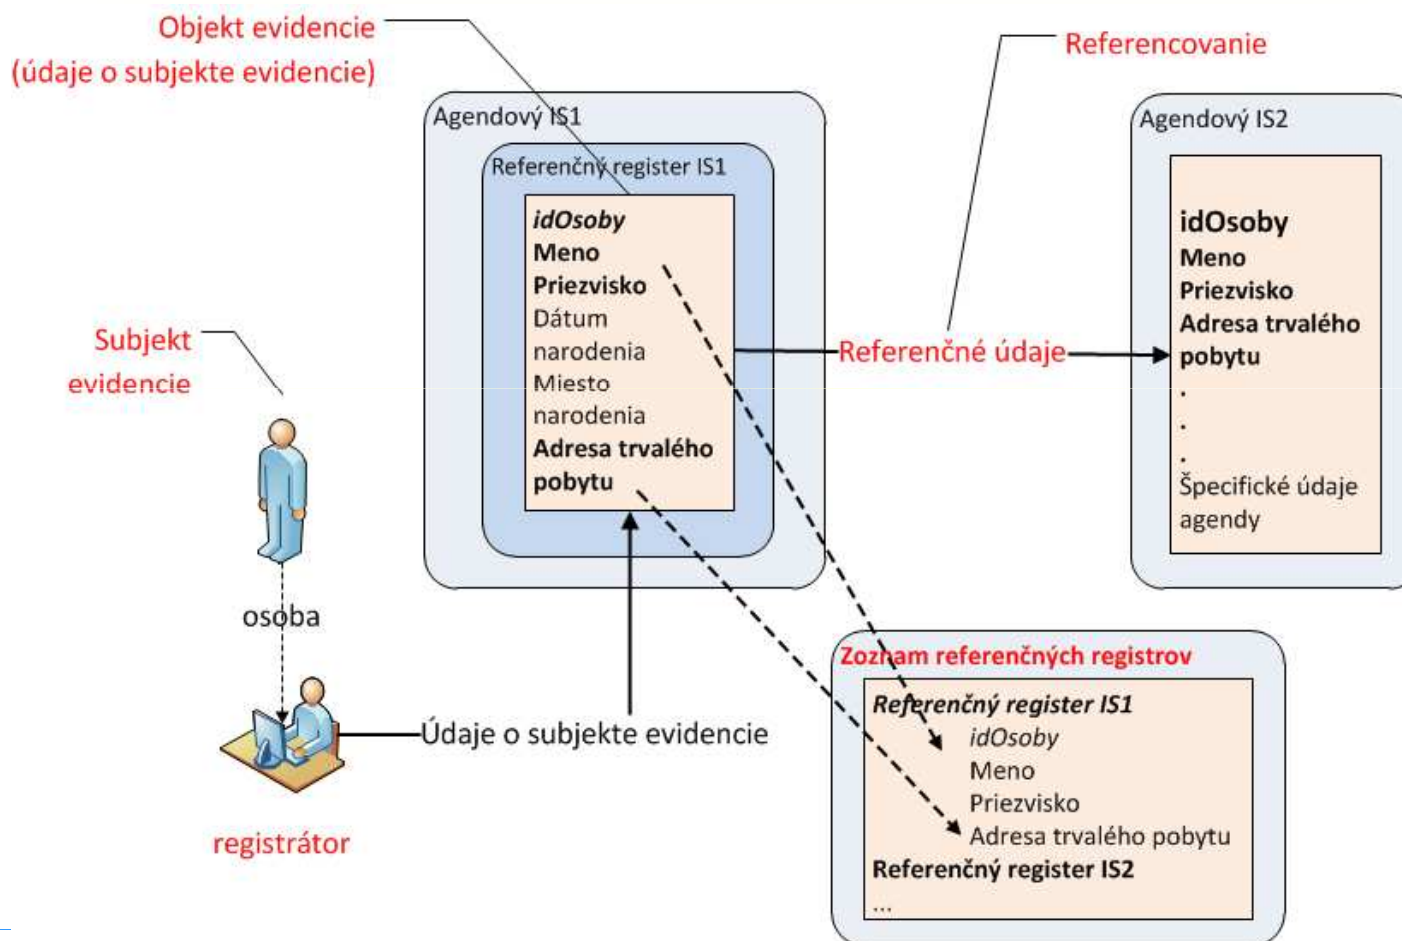 Objekt evidencie
(údaje o subjekte evidencie)
Referencovanie
Agendový IS1
Referenčný register IS1
idOsoby
Meno
Priezvisko
Dátum
narodenia
Miesto
narodenia
Adresa trvalého
pobytu
Agendový IS2
idOsoby
Meno
Priezvisko
Adresa trvalého
pobytu
.
.
.
Špecifické údaje
agendy
Referenčné údaje
Subjekt
evidencie
osoba
Údaje o subjekte evidencie
registrátor
Zoznam referenčných registrov
Referenčný register IS1
idOsoby
Meno
Priezvisko
Adresa trvalého pobytu
Referenčný register IS2
...